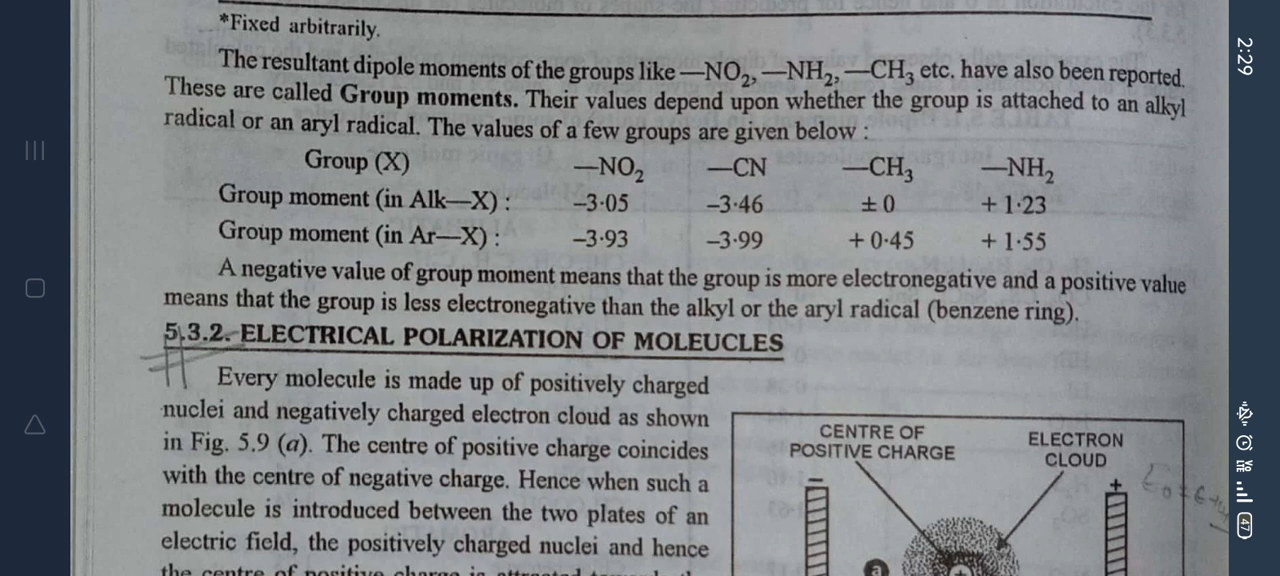 *Fixed arbitrarily.
The resultant dipole moments of the groups like —NO₂, —NH₂, —CH₃ etc. have also been reported.
These are called Group moments. Their values depend upon whether the group is attached to an alkyl
radical or an aryl radical. The values of a few groups are given below :
Group (X) —NO₂ —CN —CH₃ —NH₂
Group moment (in Alk—X) : –3·05 –3·46 ± 0 + 1·23
Group moment (in Ar—X) : –3·93 –3·99 + 0·45 + 1·55
A negative value of group moment means that the group is more electronegative and a positive value
means that the group is less electronegative than the alkyl or the aryl radical (benzene ring).
5.3.2. ELECTRICAL POLARIZATION OF MOLEUCLES
Every molecule is made up of positively charged
nuclei and negatively charged electron cloud as shown
in Fig. 5.9 (a). The centre of positive charge coincides
with the centre of negative charge. Hence when such a
molecule is introduced between the two plates of an
electric field, the positively charged nuclei and hence
the centre of positive charge is attracted
CENTRE OF
POSITIVE CHARGE
ELECTRON
CLOUD
–
+
a
+
2:29
47